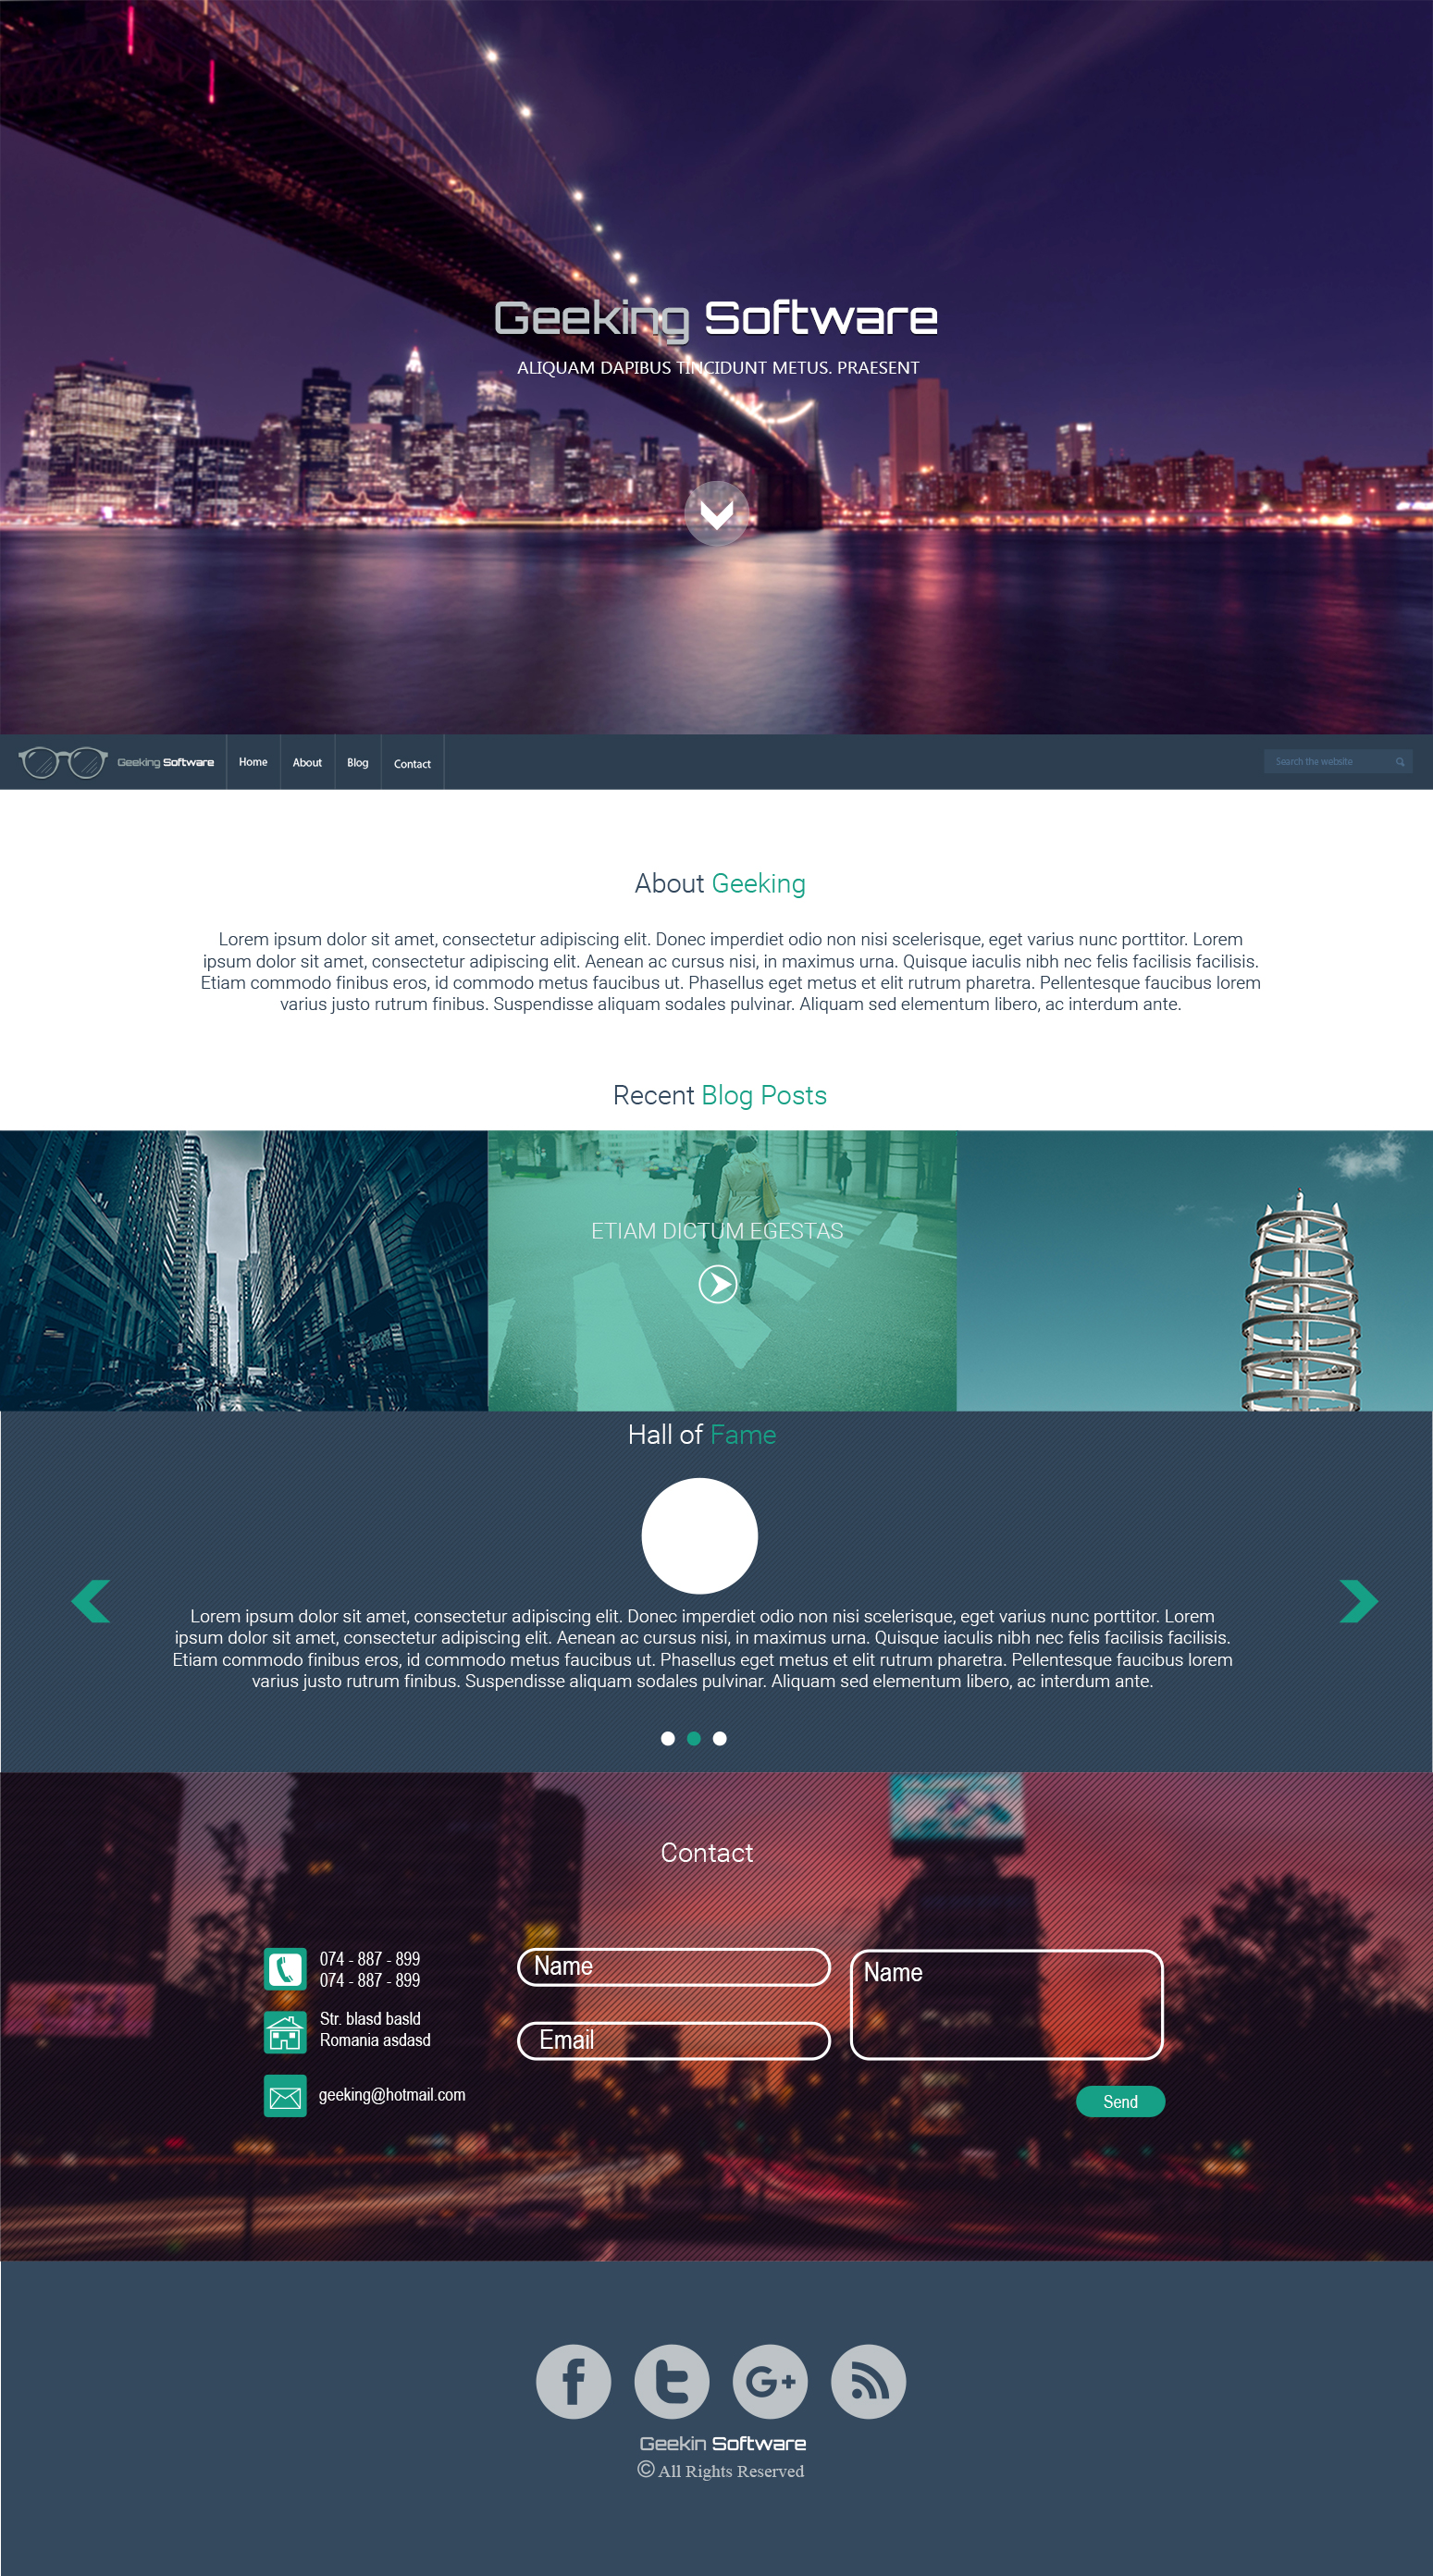 Geeking Software
ALIQUAM DAPIBUS TINCIDUNT METUS. PRAESENT
Geeking Software
Home
About
Blog
Contact
Search the website
About Geeking
Lorem ipsum dolor sit amet, consectetur adipiscing elit. Donec imperdiet odio non nisi scelerisque, eget varius nunc porttitor. Lorem
ipsum dolor sit amet, consectetur adipiscing elit. Aenean ac cursus nisi, in maximus urna. Quisque iaculis nibh nec felis facilisis facilisis.
Etiam commodo finibus eros, id commodo metus faucibus ut. Phasellus eget metus et elit rutrum pharetra. Pellentesque faucibus lorem
varius justo rutrum finibus. Suspendisse aliquam sodales pulvinar. Aliquam sed elementum libero, ac interdum ante.
Recent Blog Posts
ETIAM DICTUM EGESTAS
Hall of Fame
Lorem ipsum dolor sit amet, consectetur adipiscing elit. Donec imperdiet odio non nisi scelerisque, eget varius nunc porttitor. Lorem
ipsum dolor sit amet, consectetur adipiscing elit. Aenean ac cursus nisi, in maximus urna. Quisque iaculis nibh nec felis facilisis facilisis.
Etiam commodo finibus eros, id commodo metus faucibus ut. Phasellus eget metus et elit rutrum pharetra. Pellentesque faucibus lorem
varius justo rutrum finibus. Suspendisse aliquam sodales pulvinar. Aliquam sed elementum libero, ac interdum ante.
Contact
074 - 887 - 899
074 - 887 - 899
Str. blasd basld
Romania asdasd
geeking@hotmail.com
Name
Email
Name
Send
f
t
G+
Geekin Software
© All Rights Reserved